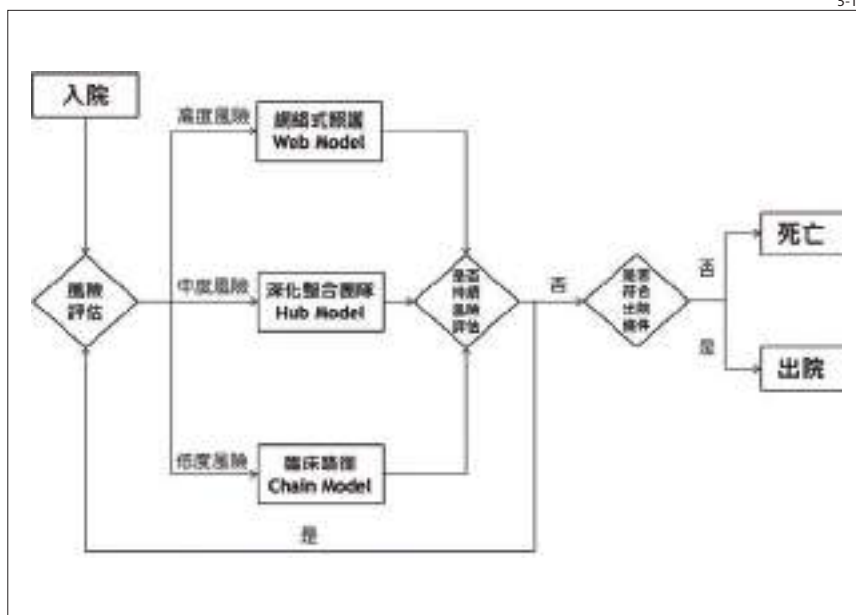 5-1
入院
高度風險
網絡式照護
Web Model
死亡
否
風險
評估
中度風險
深化整合團隊
Hub Model
是否
持續
風險
評估
否
是否
符合
出院
條件
是
出院
低度風險
臨床路徑
Chain Model
是